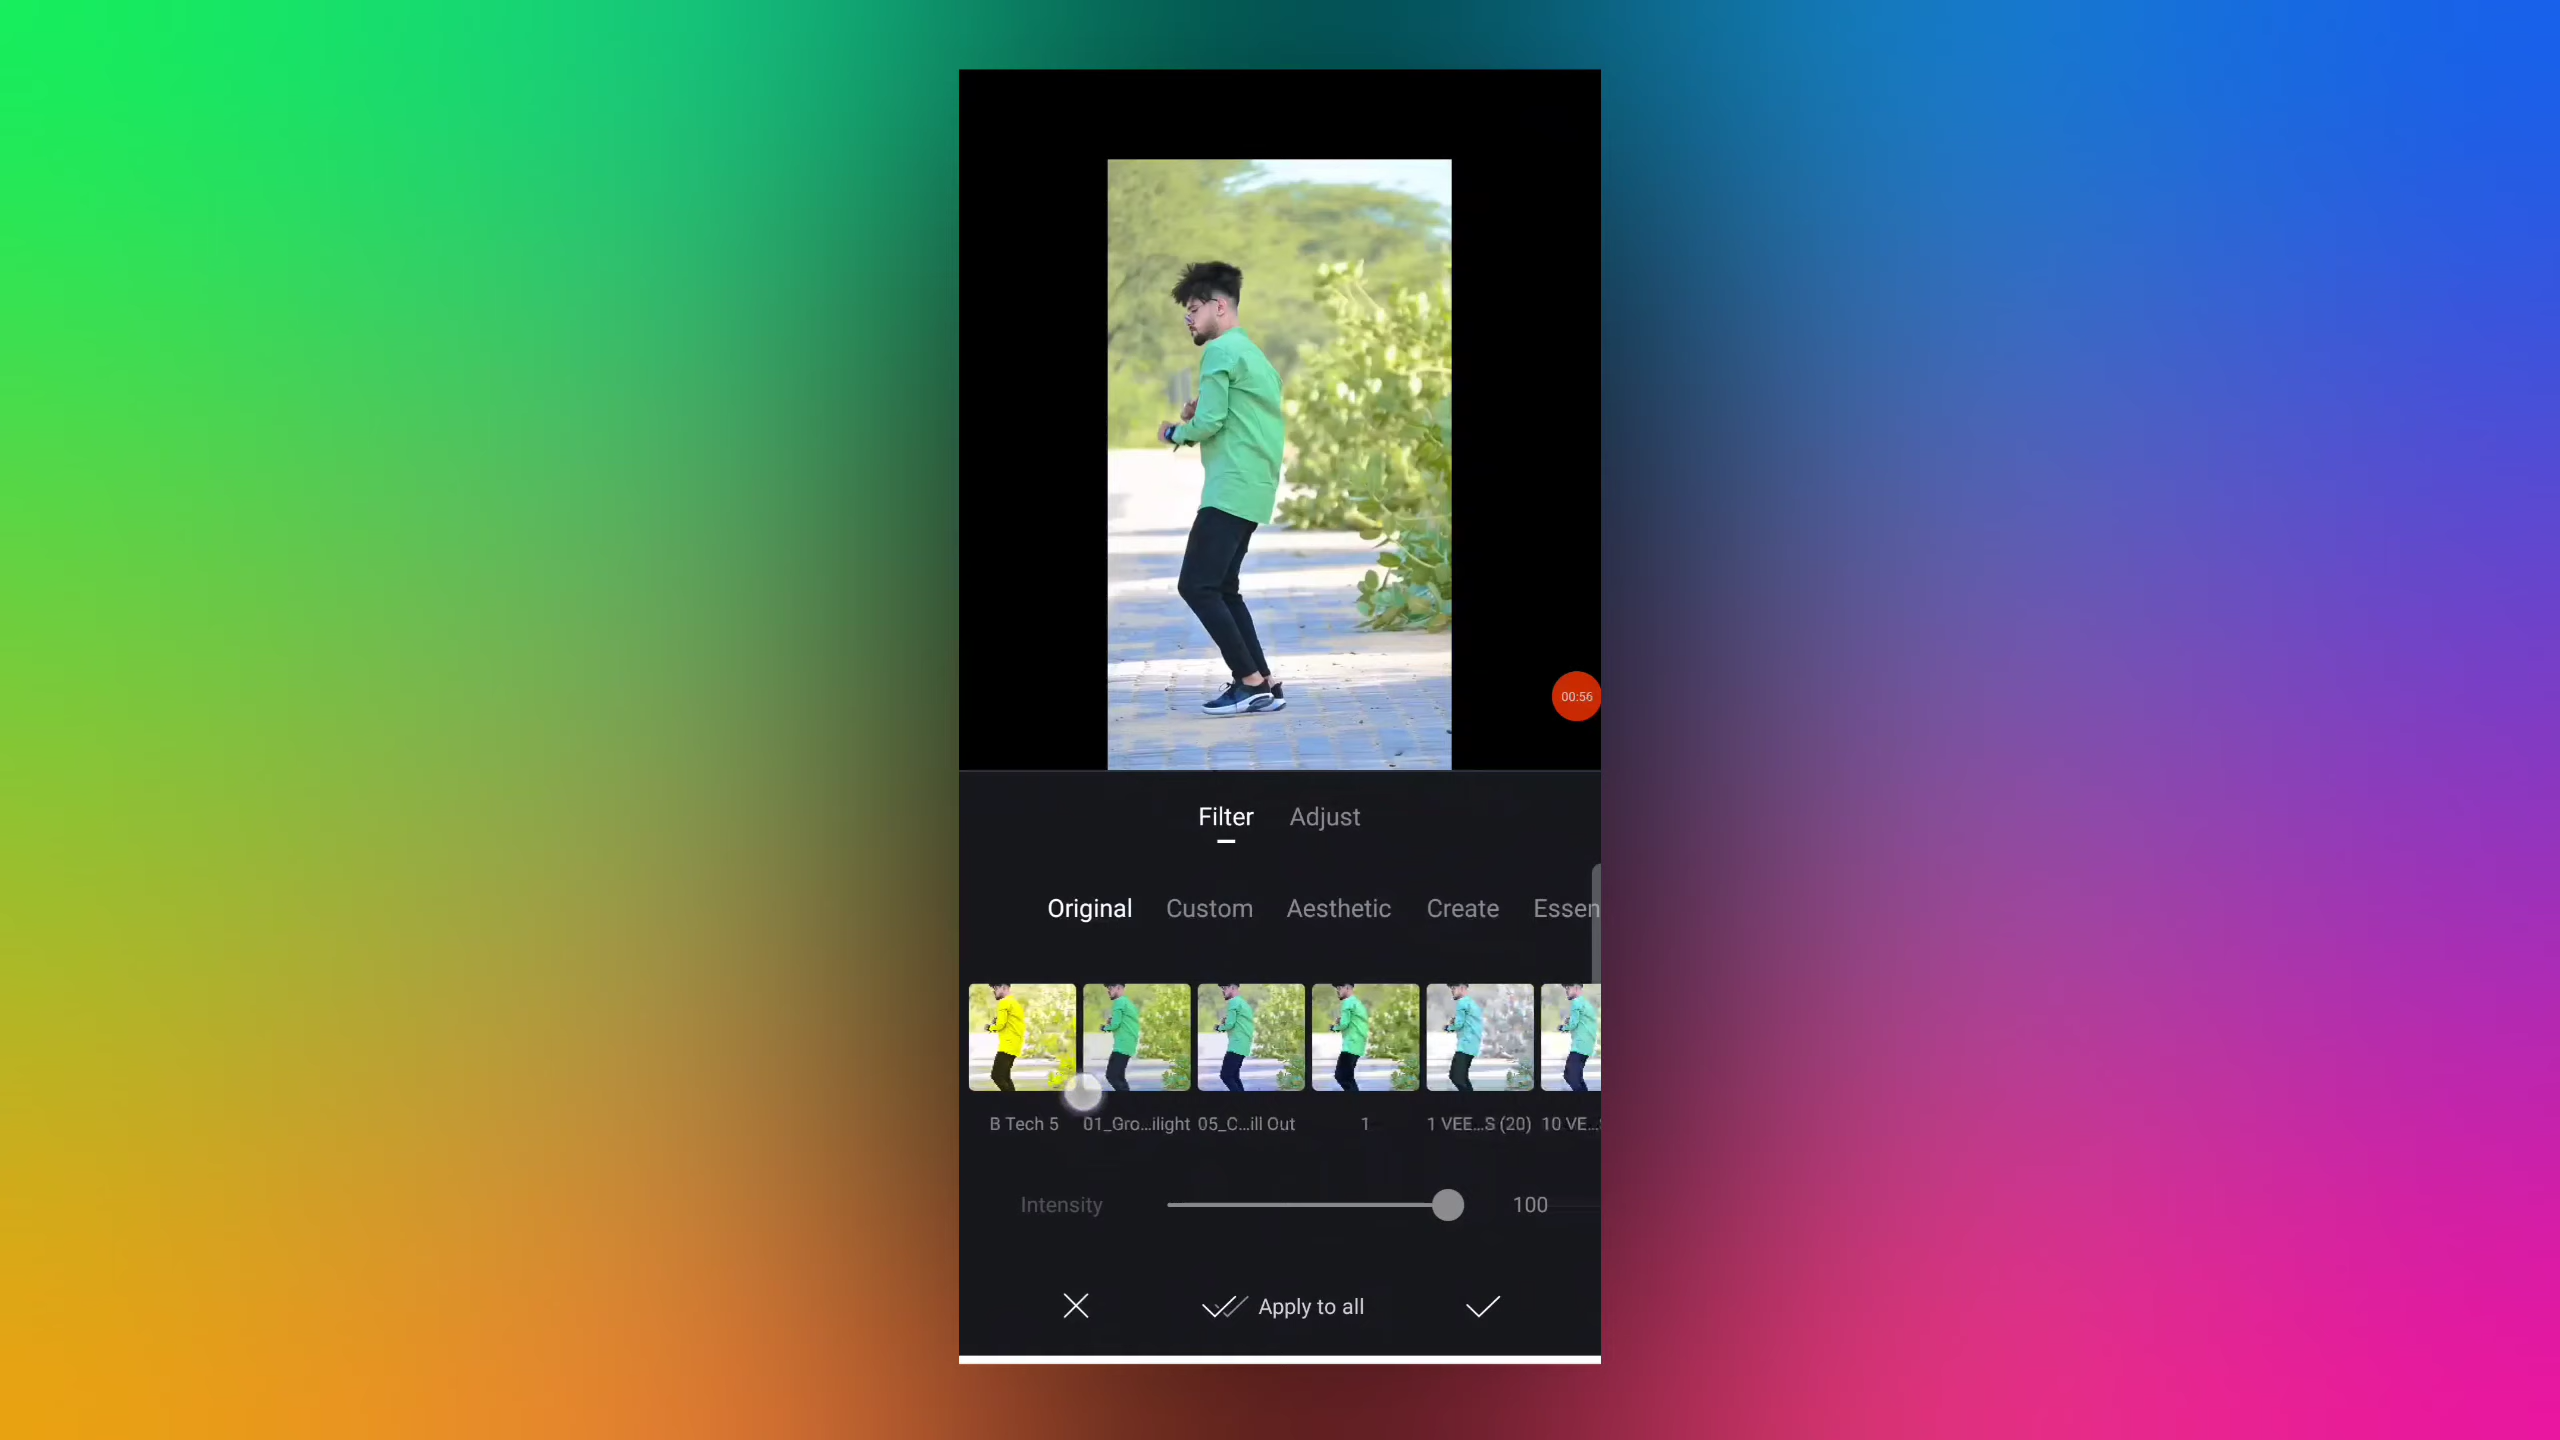 00:56
Filter Adjust
Original Custom Aesthetic Create Essen
B Tech 5 01_Gro...ilight 05_C...ill Out 1 1 VEE...S (20) 10 VE...
Intensity 100
Apply to all